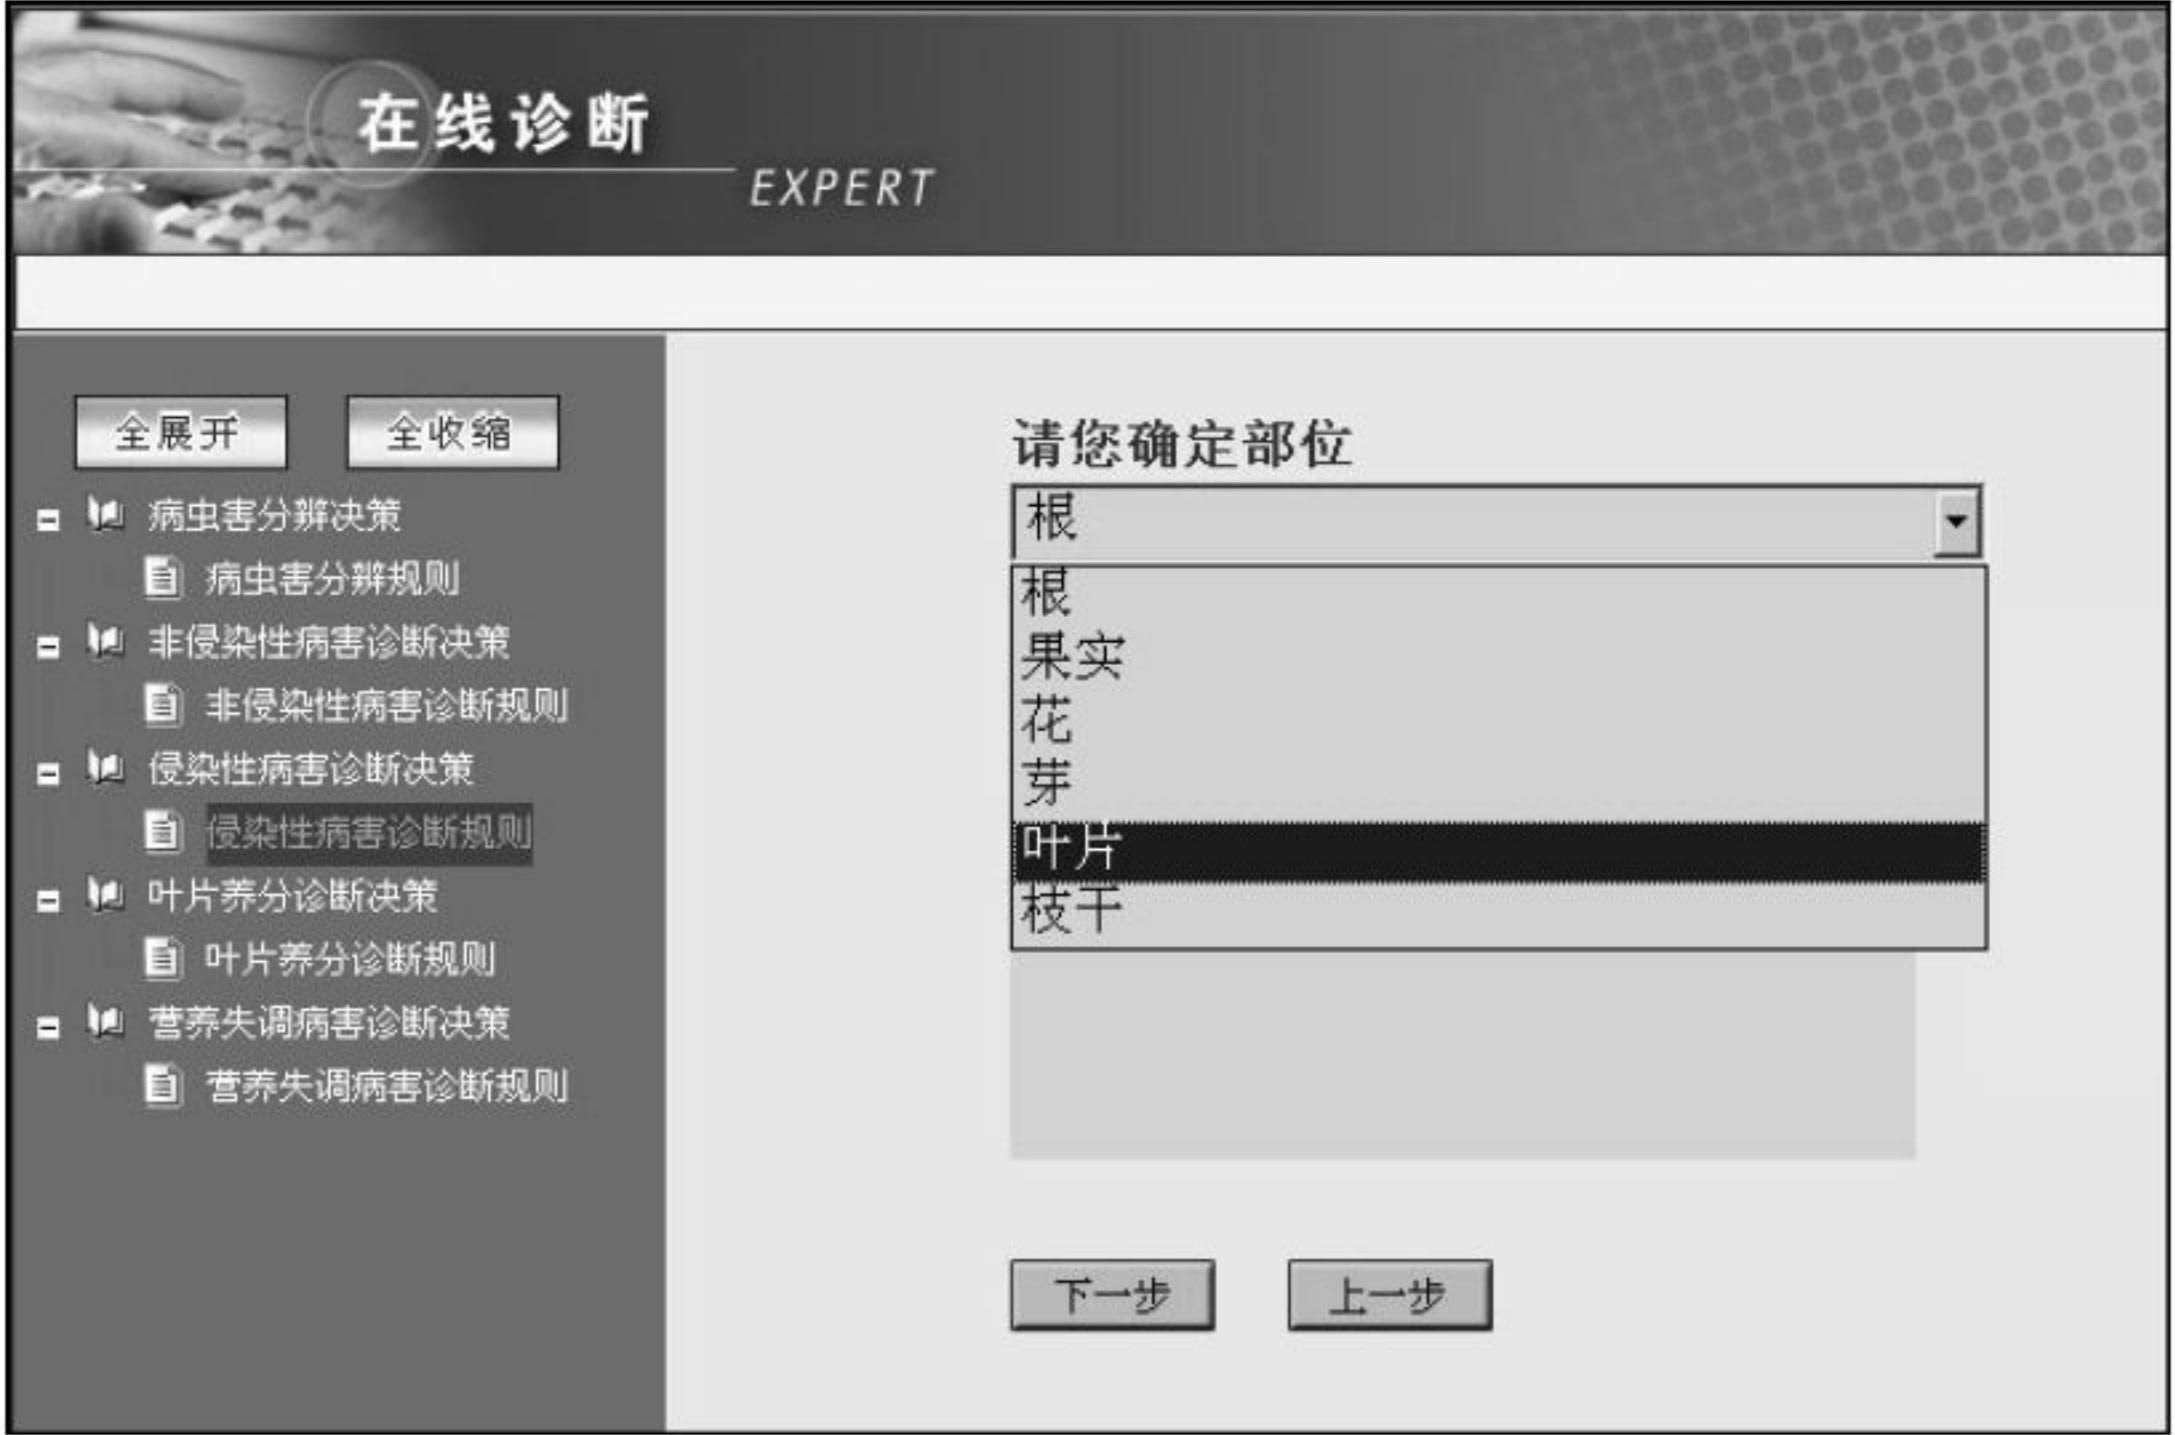 在线诊断
EXPERT
全展开 全收缩
病虫害分辨决策
病虫害分辨规则
非侵染性病害诊断决策
非侵染性病害诊断规则
侵染性病害诊断决策
侵染性病害诊断规则
叶片养分诊断决策
叶片养分诊断规则
营养失调病害诊断决策
营养失调病害诊断规则
请您确定部位
根
根
果实
花
芽
叶片
枝干
下一步 上一步